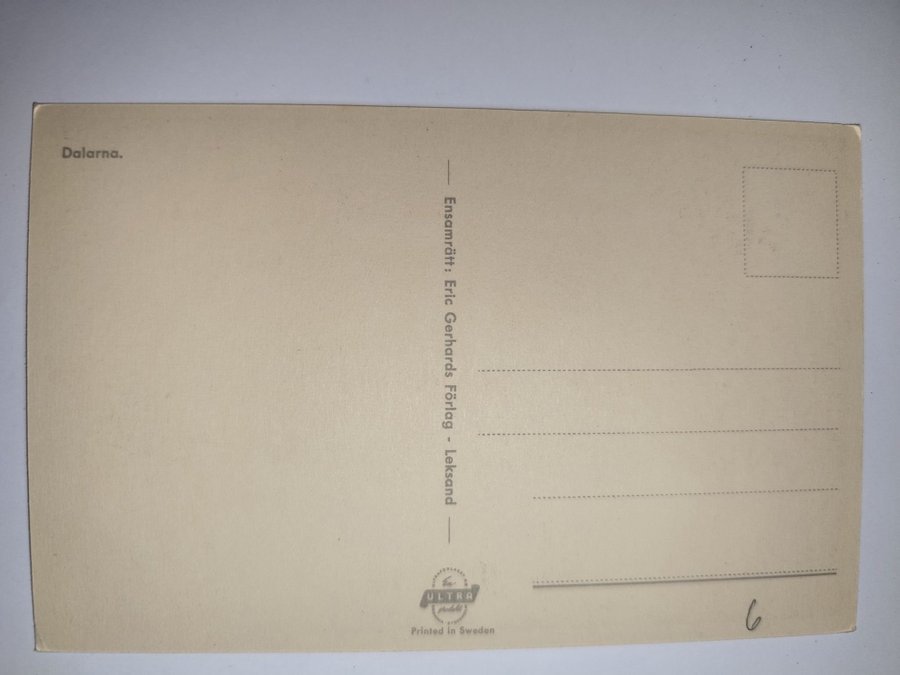 Dalarna.
Ensamrätt: Eric Gerhards Förlag - Leksand
ULTRA
Printed in Sweden
6